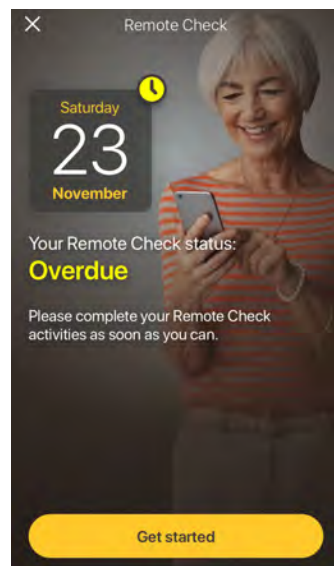 Remote Check
Saturday
23
November
Your Remote Check status:
Overdue
Please complete your Remote Check
activities as soon as you can.
Get started